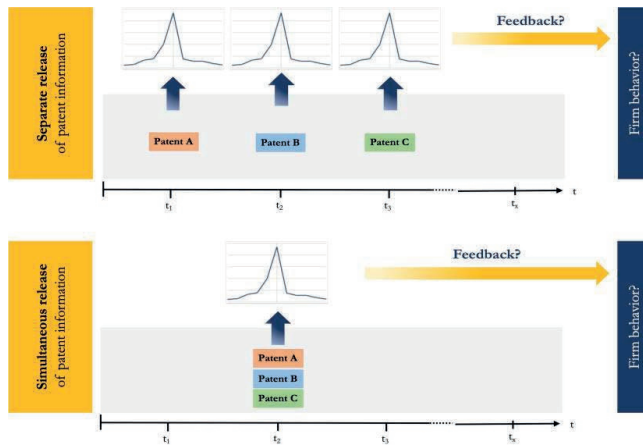 Separate release
of patent information
Feedback?
Patent A
Patent B
Patent C
Firm behavior?
t
t1
t2
t3
tx
Simultaneous release
of patent information
Feedback?
Patent A
Patent B
Patent C
Firm behavior?
t
t1
t2
t3
tx